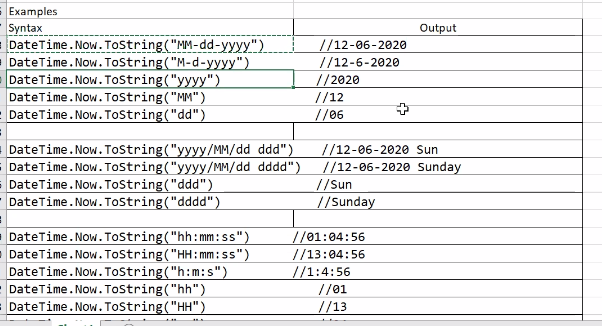 Examples
Syntax Output
DateTime.Now.ToString("MM-dd-yyyy") //12-06-2020
DateTime.Now.ToString("M-d-yyyy") //12-6-2020
DateTime.Now.ToString("yyyy") //2020
DateTime.Now.ToString("MM") //12
DateTime.Now.ToString("dd") //06
DateTime.Now.ToString("yyyy/MM/dd ddd") //12-06-2020 Sun
DateTime.Now.ToString("yyyy/MM/dd dddd") //12-06-2020 Sunday
DateTime.Now.ToString("ddd") //Sun
DateTime.Now.ToString("dddd") //Sunday
DateTime.Now.ToString("hh:mm:ss") //01:04:56
DateTime.Now.ToString("HH:mm:ss") //13:04:56
DateTime.Now.ToString("h:m:s") //1:4:56
DateTime.Now.ToString("hh") //01
DateTime.Now.ToString("HH") //13